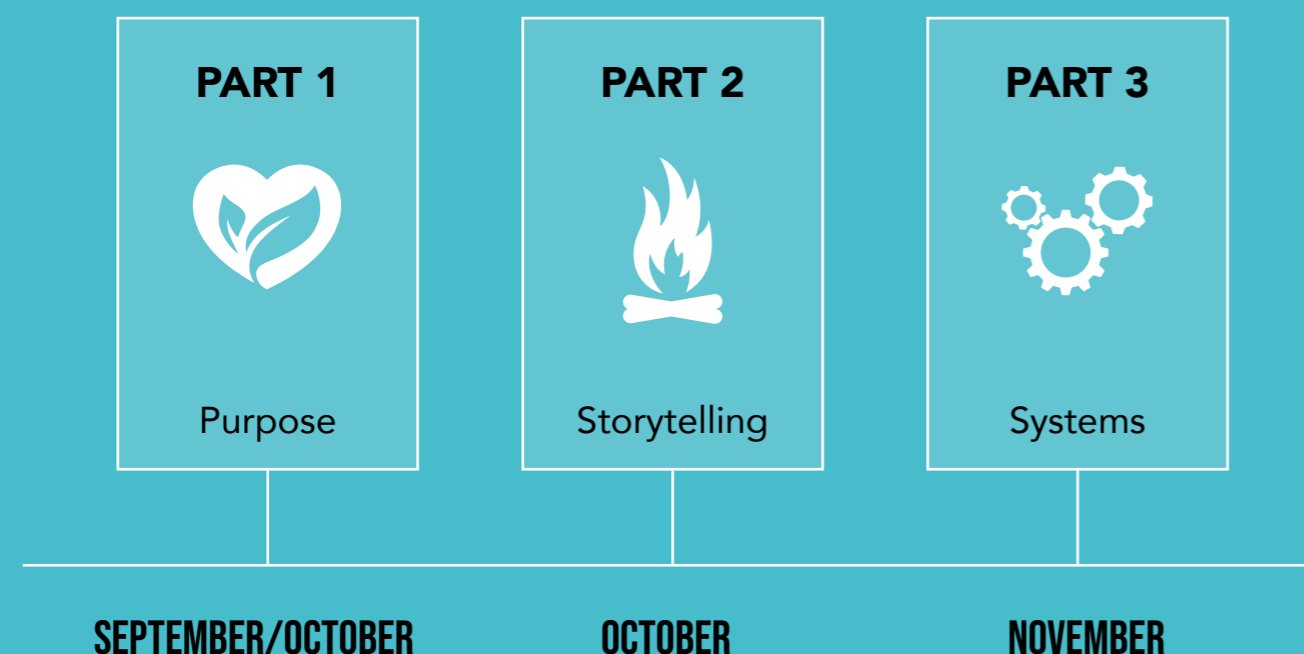 PART 1
Purpose
SEPTEMBER/OCTOBER
PART 2
Storytelling
OCTOBER
PART 3
Systems
NOVEMBER